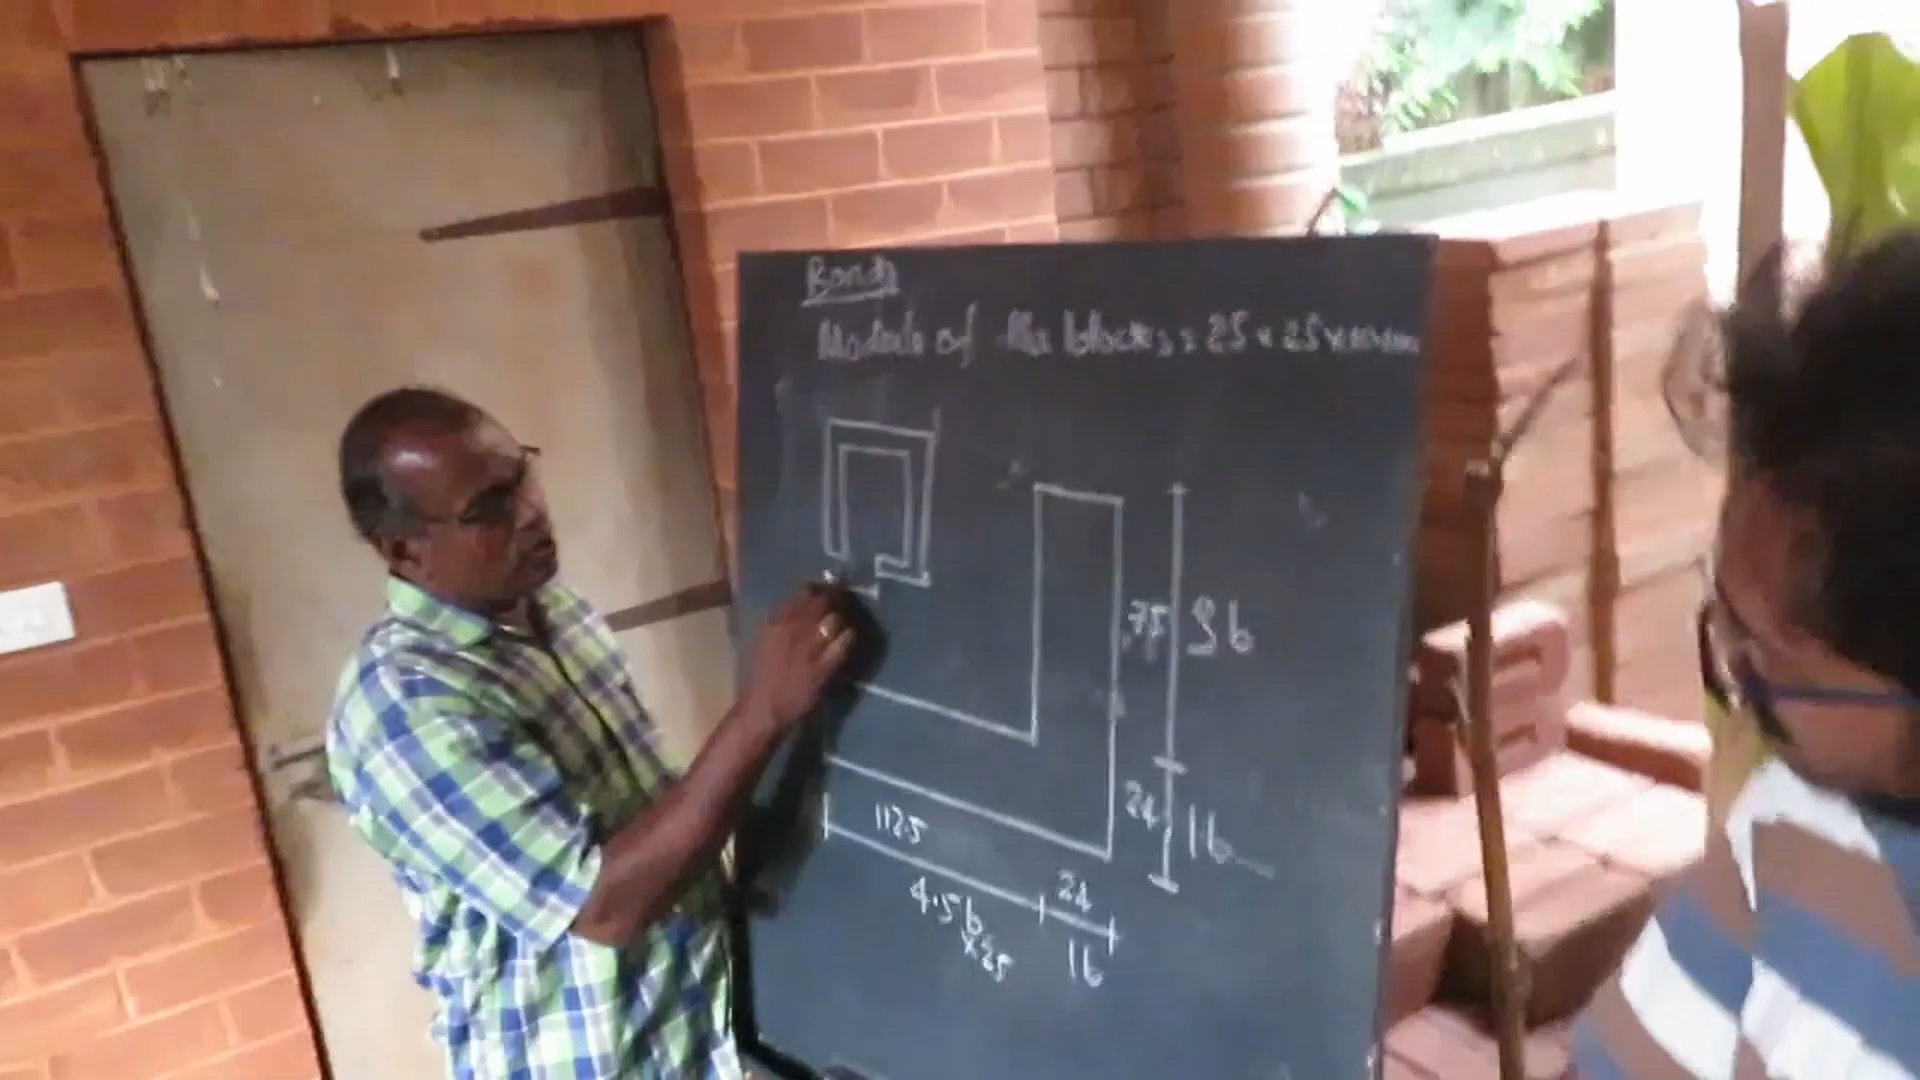 Bonds
Module of the blocks = 25 x 25 x
.75
3b
24
1b
112.5
24
4.5b
x25
1b